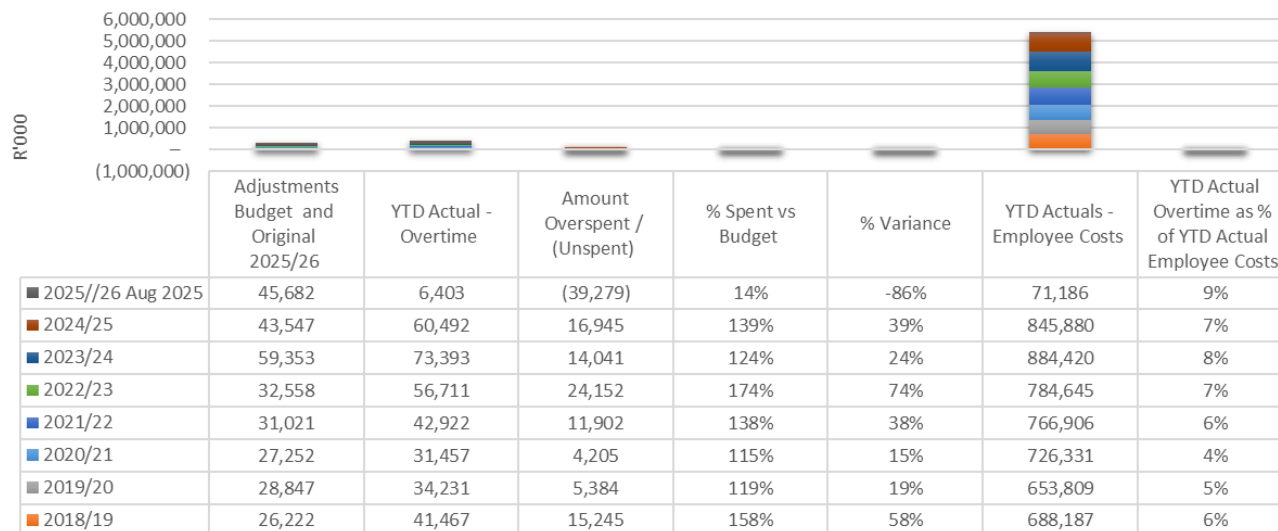 6,000,000
5,000,000
4,000,000
3,000,000
2,000,000
1,000,000
–
(1,000,000)
R'000
Adjustments Budget and Original 2025/26 YTD Actual - Overtime Amount Overspent / (Unspent) % Spent vs Budget % Variance YTD Actuals - Employee Costs YTD Actual Overtime as % of YTD Actual Employee Costs
2025//26 Aug 2025 45,682 6,403 (39,279) 14% -86% 71,186 9%
2024/25 43,547 60,492 16,945 139% 39% 845,880 7%
2023/24 59,353 73,393 14,041 124% 24% 884,420 8%
2022/23 32,558 56,711 24,152 174% 74% 784,645 7%
2021/22 31,021 42,922 11,902 138% 38% 766,906 6%
2020/21 27,252 31,457 4,205 115% 15% 726,331 4%
2019/20 28,847 34,231 5,384 119% 19% 653,809 5%
2018/19 26,222 41,467 15,245 158% 58% 688,187 6%